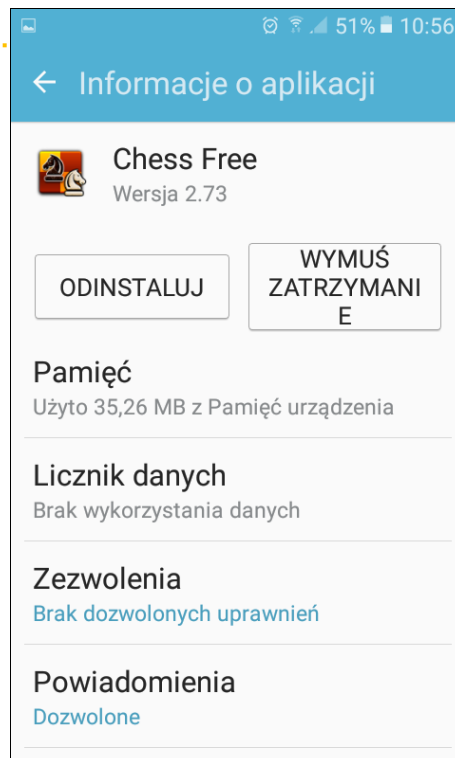 51% 10:56
Informacje o aplikacji
Chess Free
Wersja 2.73
ODINSTALUJ
WYMUŚ
ZATRZYMANI
E
Pamięć
Użyto 35,26 MB z Pamięć urządzenia
Licznik danych
Brak wykorzystania danych
Zezwolenia
Brak dozwolonych uprawnień
Powiadomienia
Dozwolone